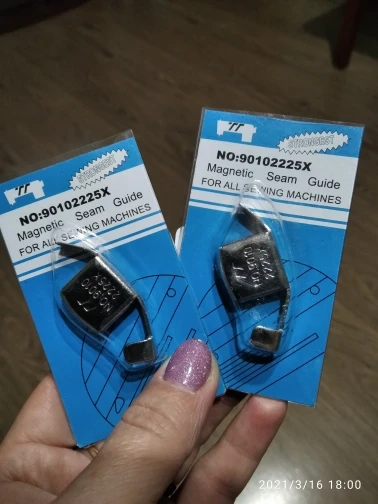 STRONGEST
NO:90102225X
Magnetic Seam Guide
FOR ALL SEWING MACHINES
STRONGEST
NO:90102225X
Magnetic Seam Guide
FOR ALL SEWING MACHINES
2021/3/16 18:00